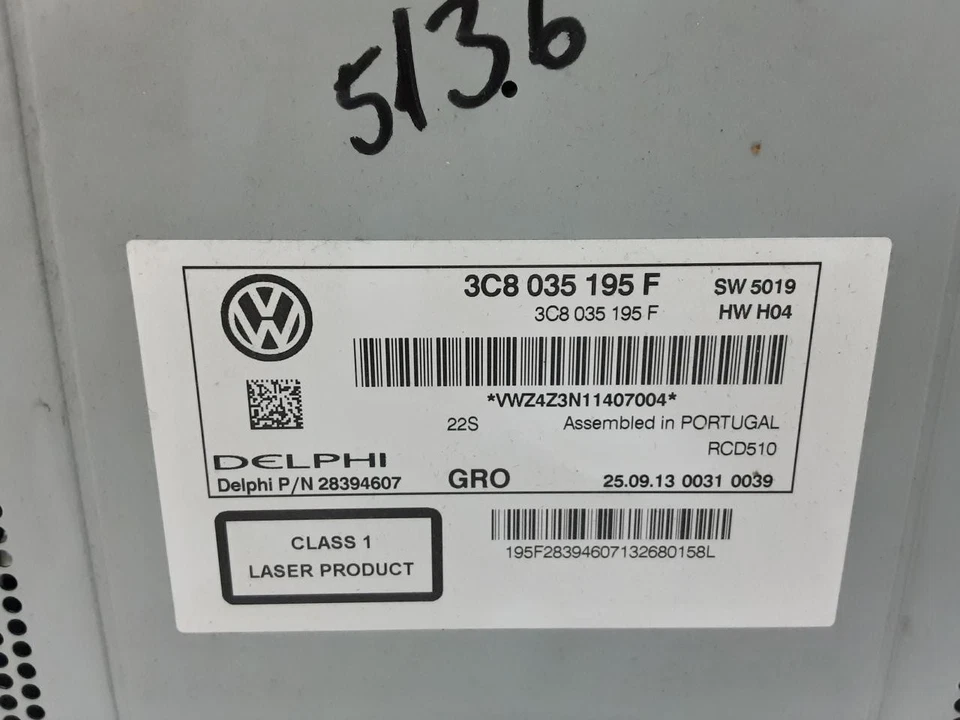 513.6
3C8 035 195 F SW 5019
3C8 035 195 F HW H04
*VWZ4Z3N11407004*
22S Assembled in PORTUGAL
RCD510
DELPHI
Delphi P/N 28394607 GRO 25.09.13 0031 0039
CLASS 1
LASER PRODUCT
195F28394607132680158L